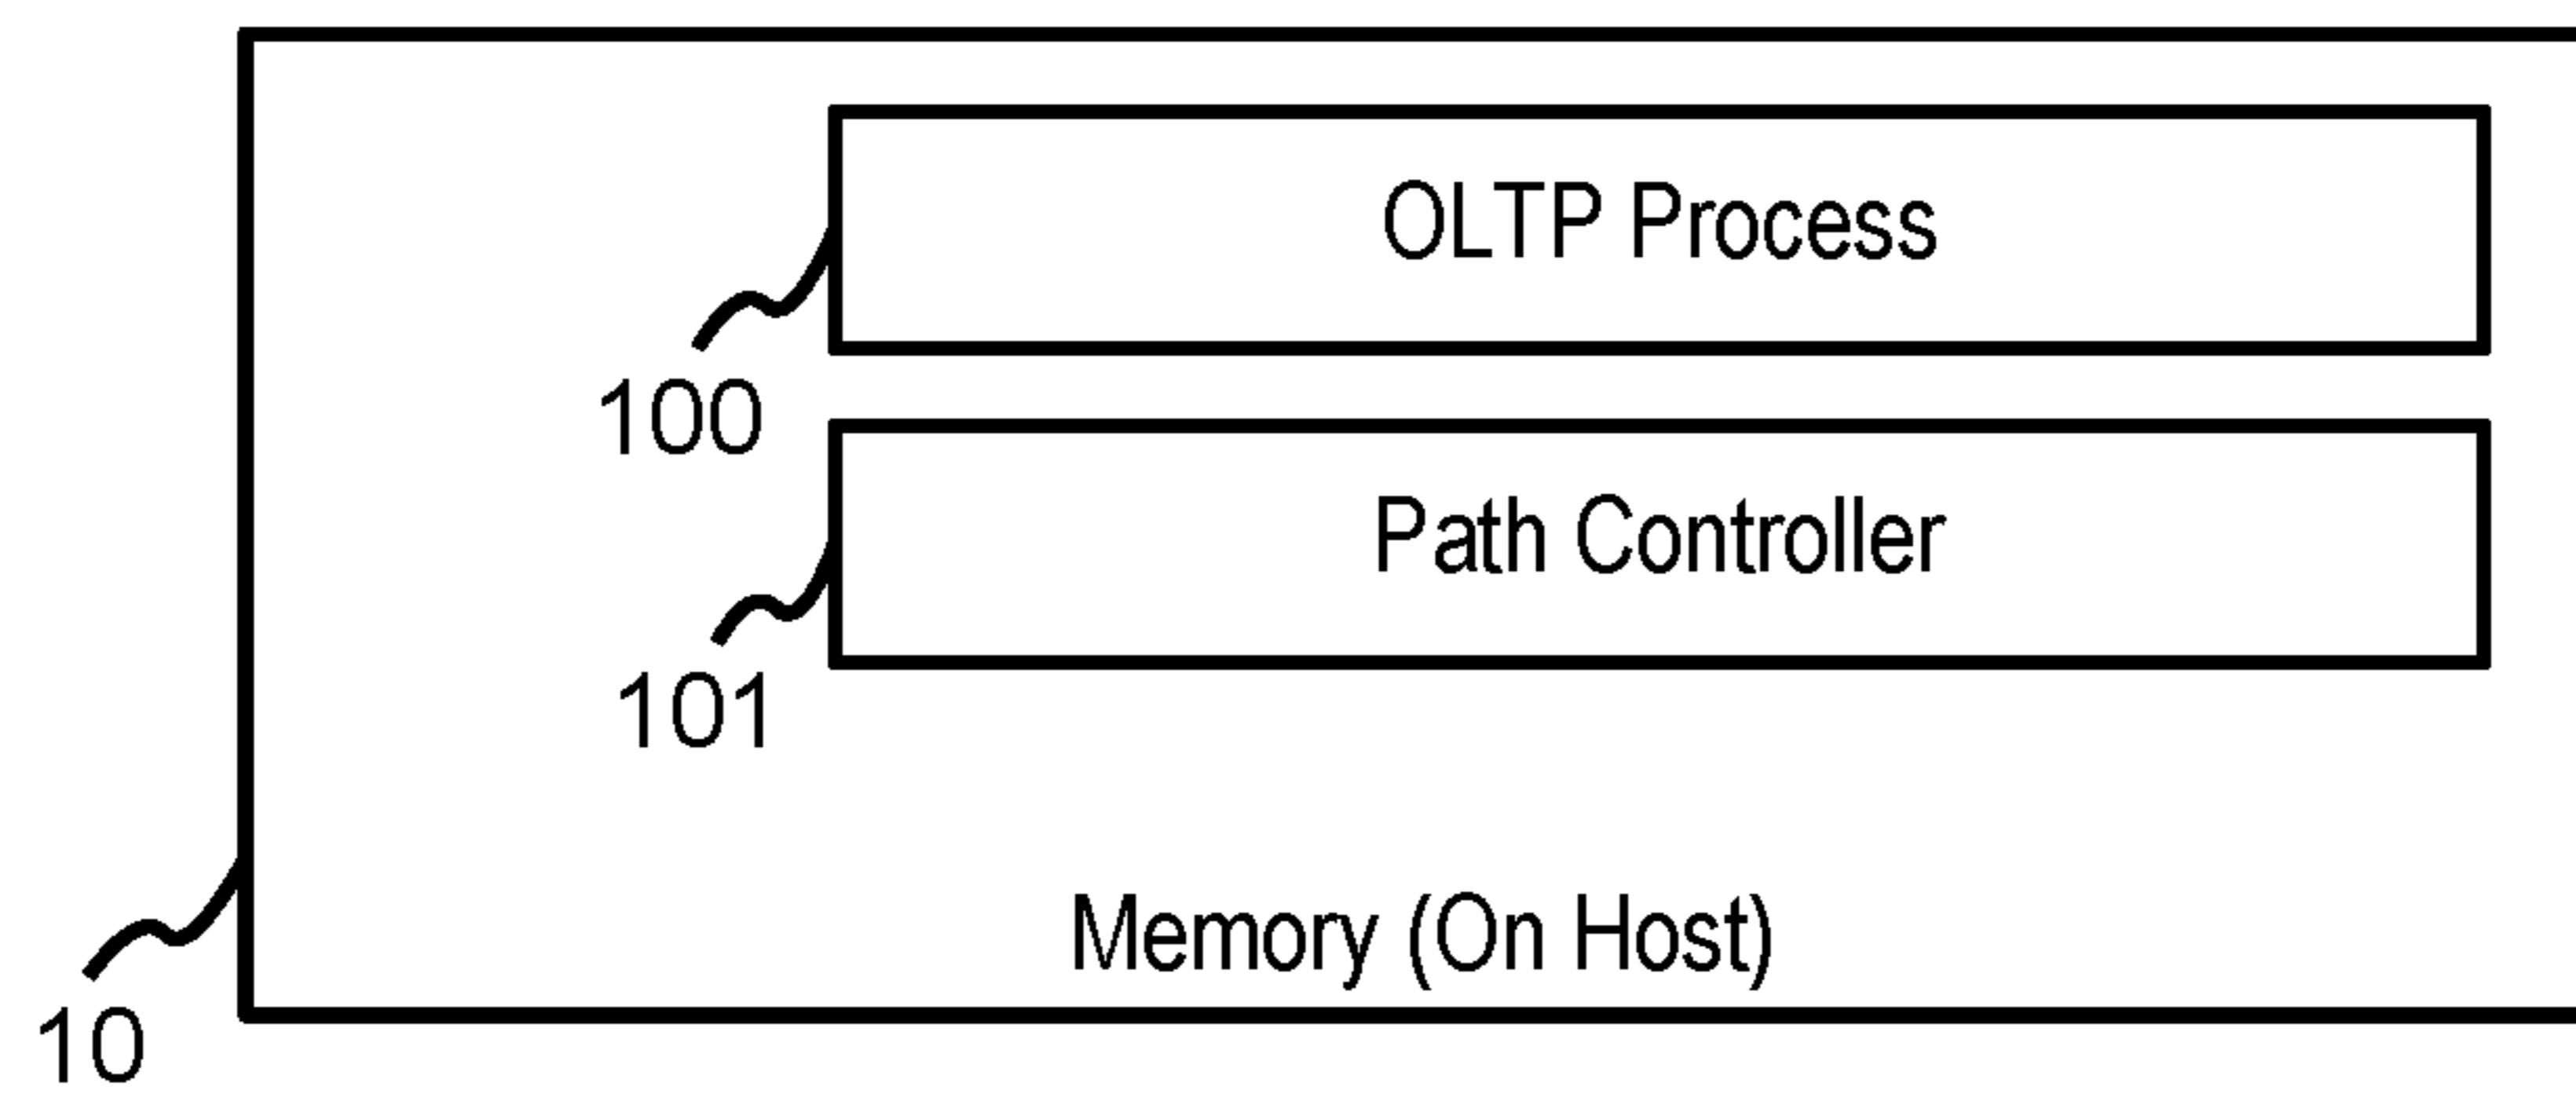 OLTP Process
100
Path Controller
101
Memory (On Host)
10